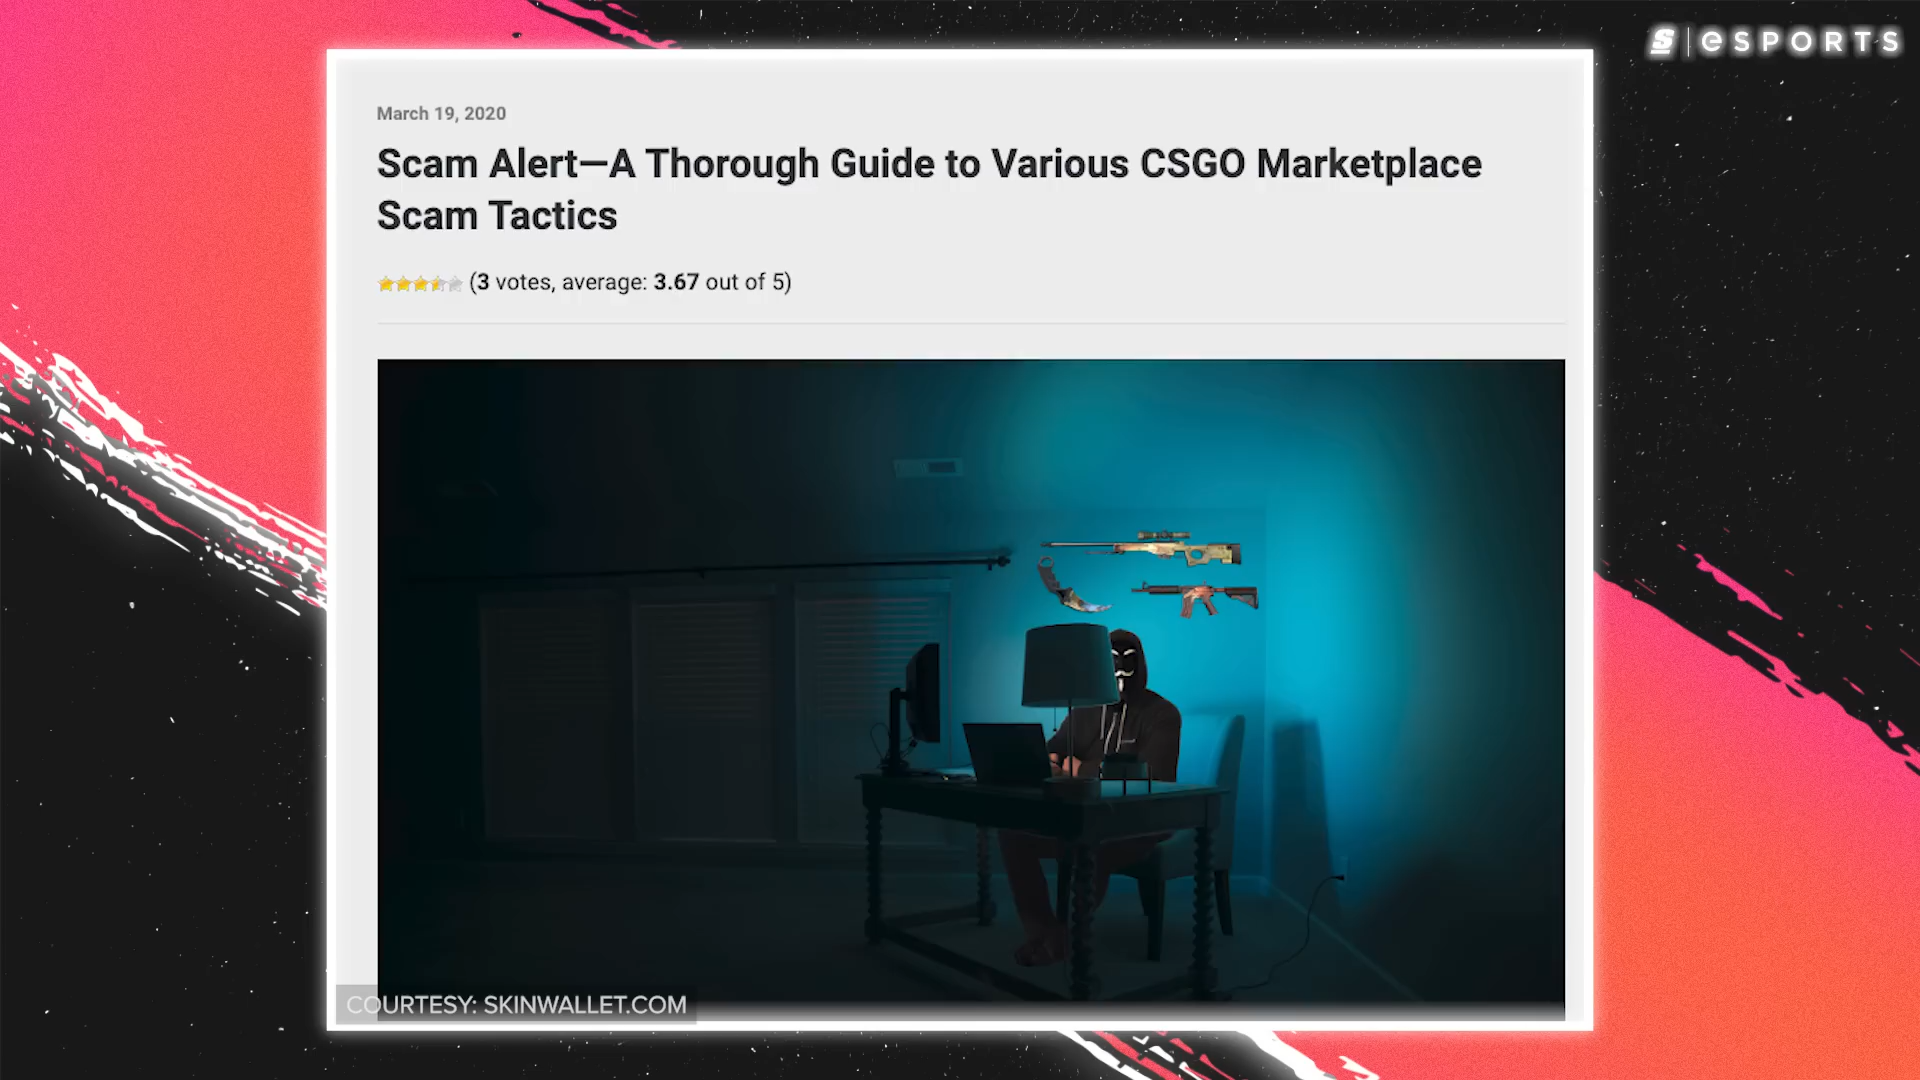 eSPORTS
March 19, 2020
Scam Alert—A Thorough Guide to Various CSGO Marketplace
Scam Tactics
(3 votes, average: 3.67 out of 5)
COURTESY: SKINWALLET.COM